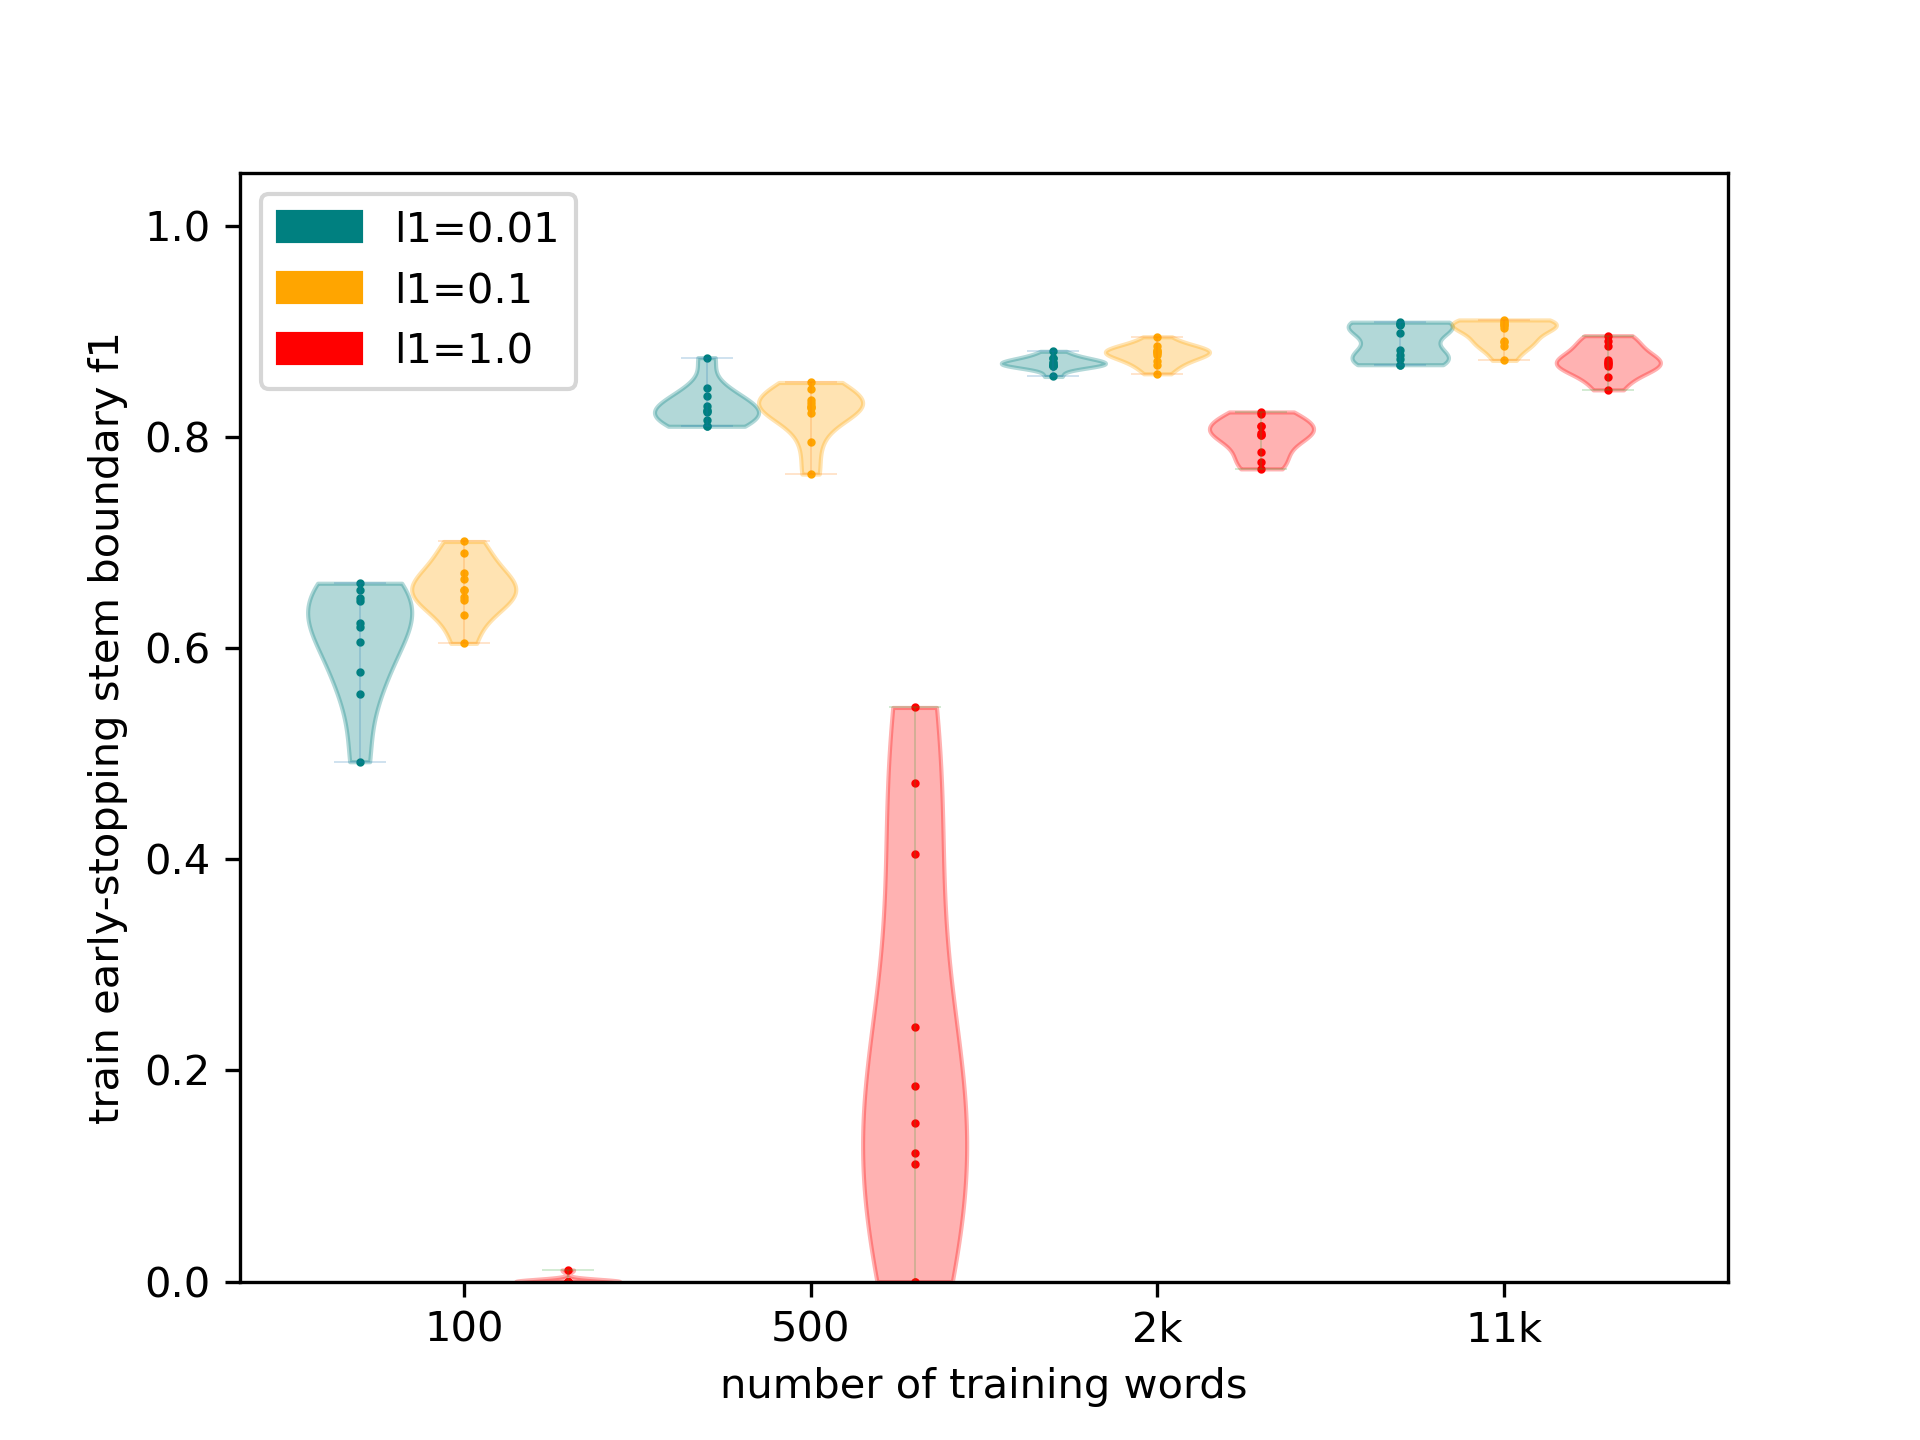 l1=0.01
l1=0.1
l1=1.0
train early-stopping stem boundary f1
1.0
0.8
0.6
0.4
0.2
0.0
100 500 2k 11k
number of training words